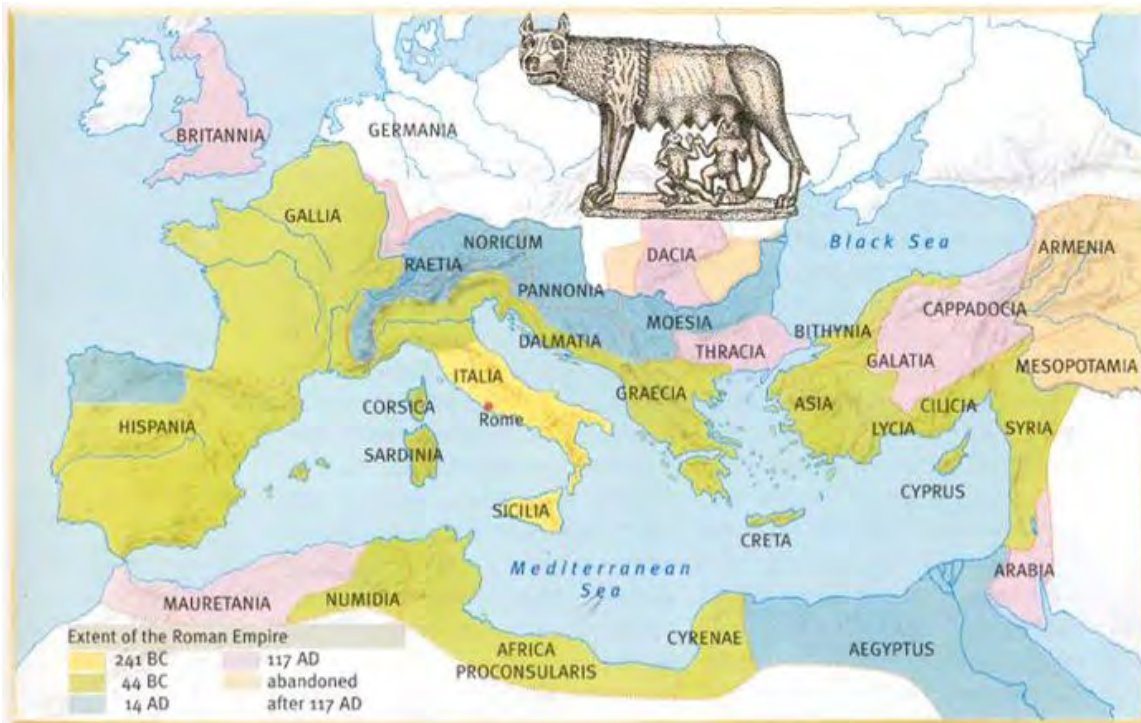 BRITANNIA
GERMANIA
GALLIA
NORICUM
RAETIA
PANNONIA
DACIA
Black Sea
ARMENIA
CAPPADOCIA
MOESIA
DALMATIA
THRACIA
BITHYNIA
GALATIA
MESOPOTAMIA
ITALIA
GRAECIA
ASIA
CILICIA
LYCIA
SYRIA
HISPANIA
CORSICA
Rome
SARDINIA
CYPRUS
SICILIA
CRETA
Mediterranean
Sea
ARABIA
MAURETANIA
NUMIDIA
AFRICA
PROCONSULARIS
CYRENAE
AEGYPTUS
Extent of the Roman Empire
241 BC
44 BC
14 AD
117 AD
abandoned
after 117 AD